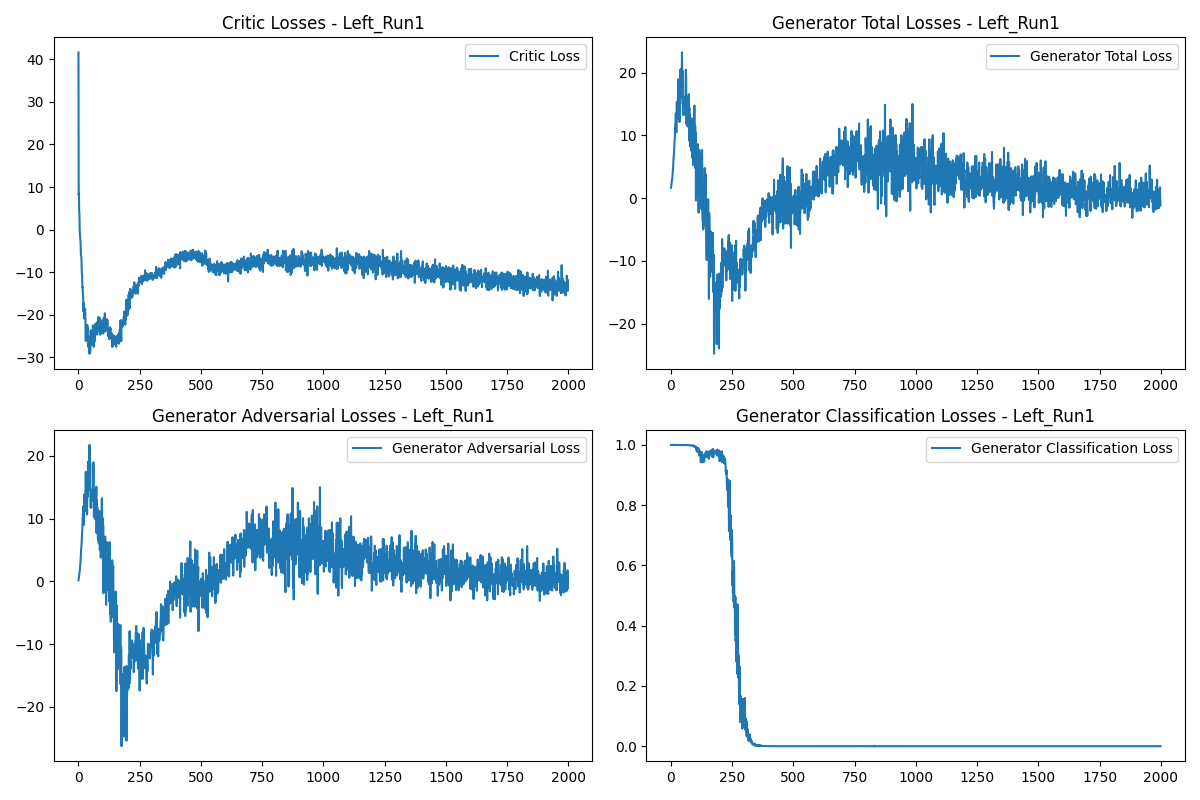 Critic Losses - Left_Run1
Critic Loss
40
30
20
10
0
−10
−20
−30
0 250 500 750 1000 1250 1500 1750 2000
Generator Total Losses - Left_Run1
Generator Total Loss
20
10
0
−10
−20
0 250 500 750 1000 1250 1500 1750 2000
Generator Adversarial Losses - Left_Run1
Generator Adversarial Loss
20
10
0
−10
−20
0 250 500 750 1000 1250 1500 1750 2000
Generator Classification Losses - Left_Run1
Generator Classification Loss
1.0
0.8
0.6
0.4
0.2
0.0
0 250 500 750 1000 1250 1500 1750 2000